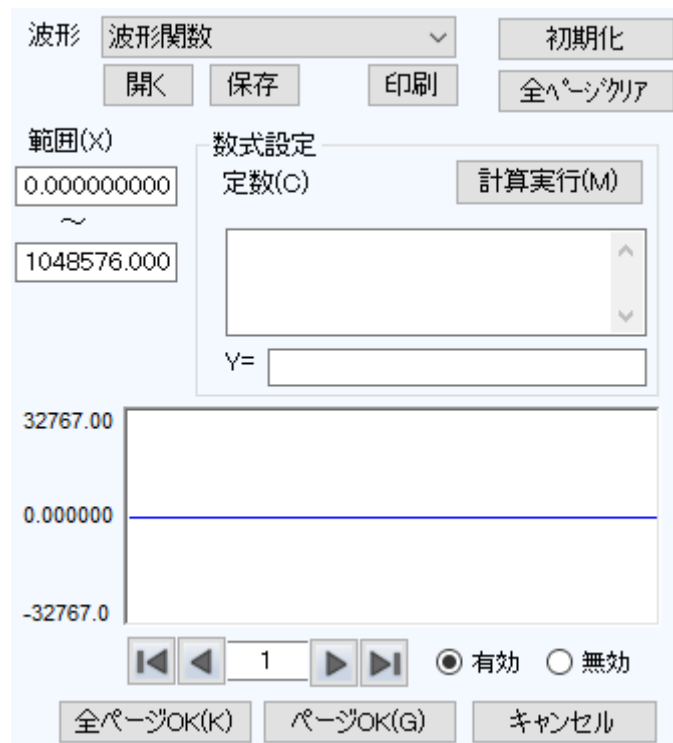 波形 波形関数 初期化
開く 保存 印刷 全ページクリア
範囲(X) 数式設定
0.000000000 定数(C) 計算実行(M)
～
1048576.000
Y=
32767.00
0.000000
-32767.0
1 有効 無効
全ページOK(K) ページOK(G) キャンセル